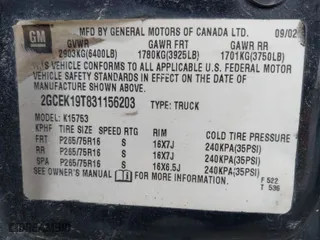 GM
MFD BY GENERAL MOTORS OF CANADA LTD. 09/02
GVWR GAWR FRT GAWR RR
2903KG(6400LB) 1780KG(3925LB) 1701KG(3750LB)
THIS VEHICLE CONFORMS TO ALL APPLICABLE U.S. FEDERAL MOTOR
VEHICLE SAFETY STANDARDS IN EFFECT ON THE DATE OF
MANUFACTURE SHOWN ABOVE.
2GCEK19T831156203 TYPE: TRUCK
MODEL: K15753
KPHF TIRE SIZE SPEED RTG RIM COLD TIRE PRESSURE
FRT P265/75R16 S 16X7J 240KPA(35PSI)
RR P265/75R16 S 16X7J 240KPA(35PSI)
SPA P265/75R16 S 16X6.5J 240KPA(35PSI)
SEE OWNER'S MANUAL FOR ADDITIONAL INFORMATION
F 522
T 536